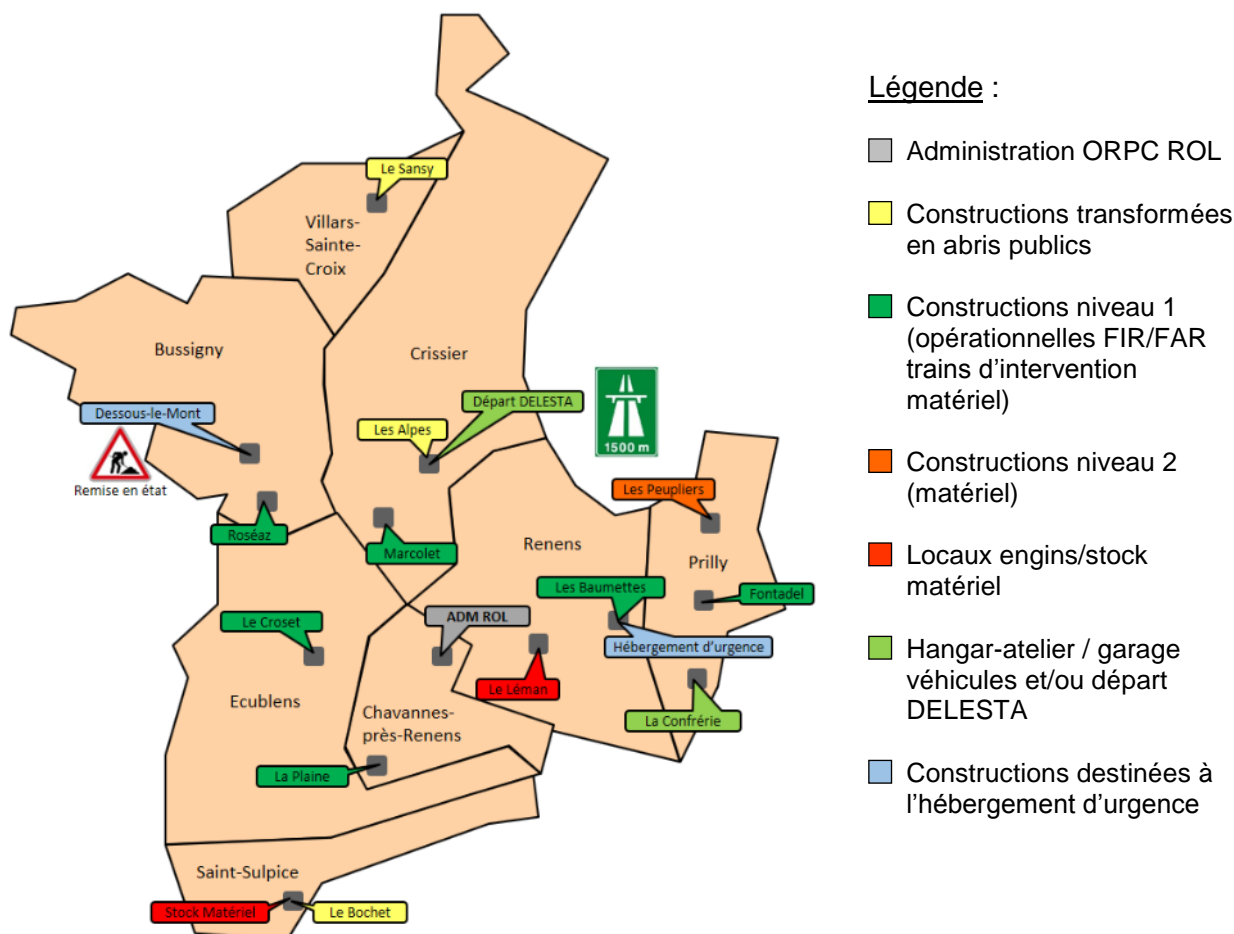 Le Sansy
Villars-
Sainte-
Croix
Bussigny
Crissier
Dessous-le-Mont
Remise en état
Départ DELESTA
Les Alpes
1500 m
Les Peupliers
Roséaz
Marcolet
Renens
Prilly
Les Baumettes
Fontadel
Le Croset
ADM ROL
Hébergement d'urgence
Ecublens
Le Léman
La Confrérie
Chavannes-
près-Renens
La Plaine
Saint-Sulpice
Stock Matériel
Le Bochet
Légende :
Administration ORPC ROL
Constructions transformées
en abris publics
Constructions niveau 1
(opérationnelles FIR/FAR
trains d'intervention
matériel)
Constructions niveau 2
(matériel)
Locaux engins/stock
matériel
Hangar-atelier / garage
véhicules et/ou départ
DELESTA
Constructions destinées à
l'hébergement d'urgence